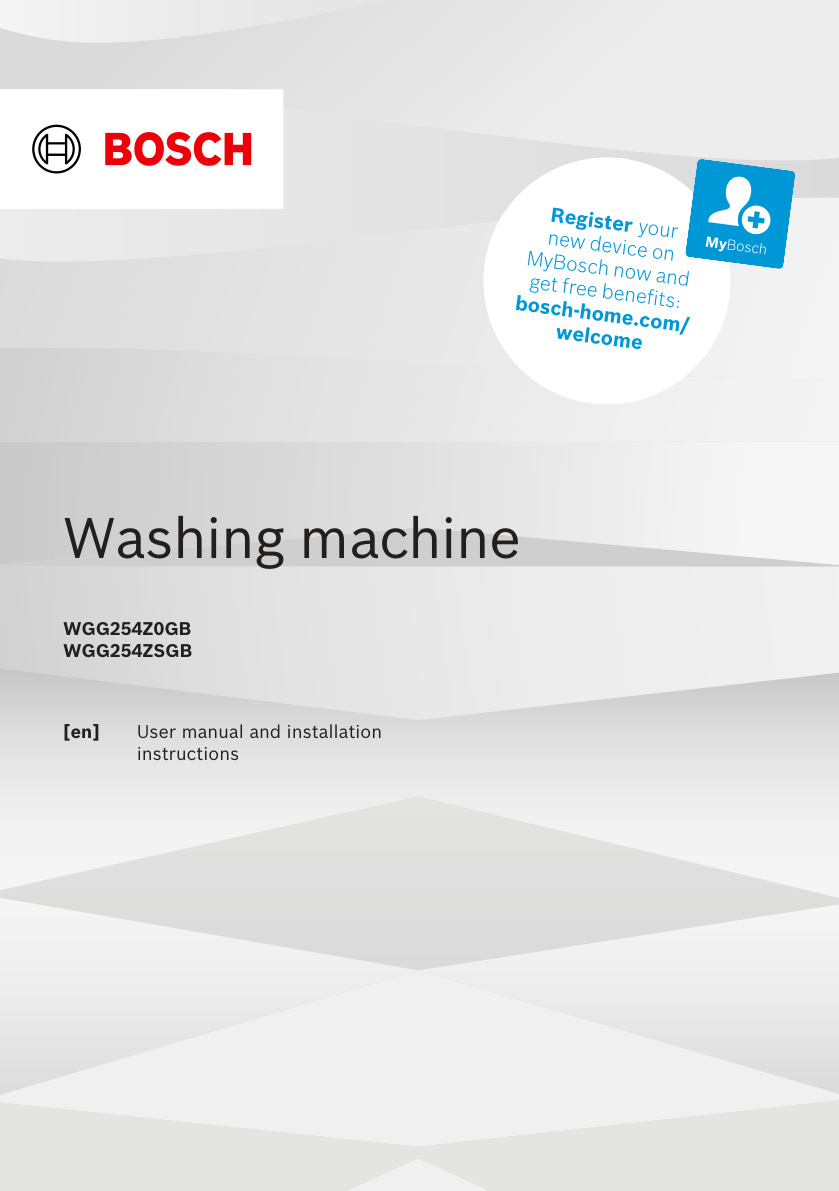 BOSCH
Register your
new device on
MyBosch now and
get free benefits:
bosch-home.com/
welcome
MyBosch
Washing machine
WGG254Z0GB
WGG254ZSGB
[en] User manual and installation
instructions